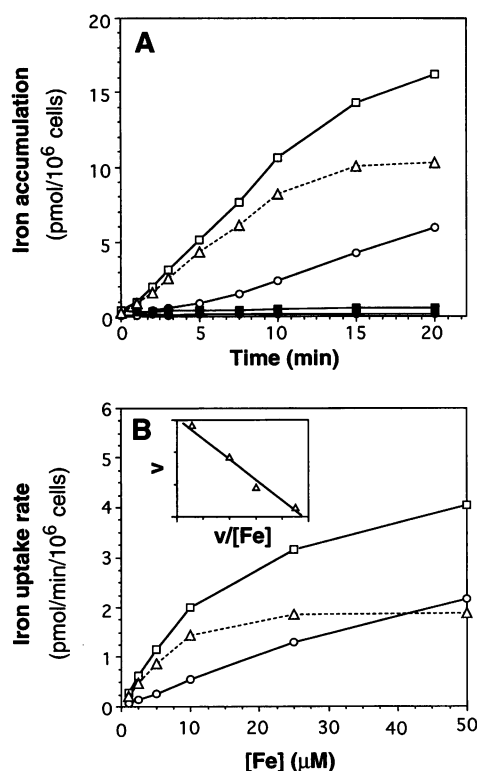 A
20
15
10
5
0
0 5 10 15 20
Time (min)
Iron accumulation
(pmol/10⁶ cells)
B
6
5
4
3
2
1
0
0 10 20 30 40 50
[Fe] (μM)
Iron uptake rate
(pmol/min/10⁶ cells)
v
v/[Fe]